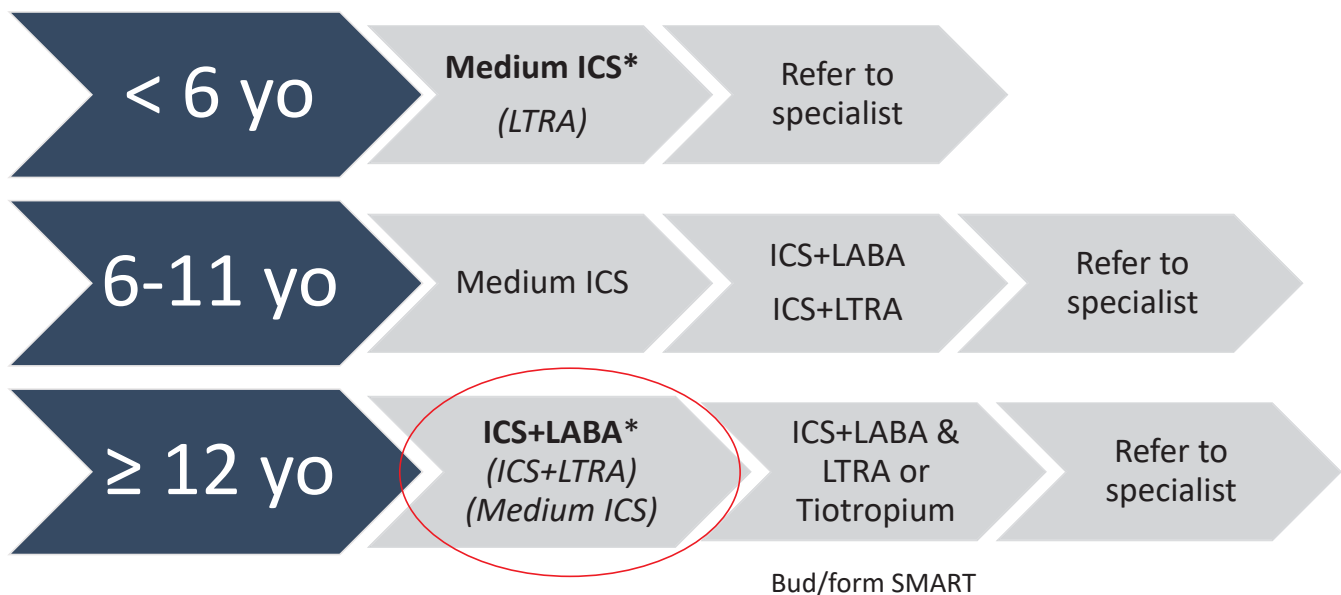 < 6 yo
Medium ICS*
(LTRA)
Refer to
specialist
6-11 yo
Medium ICS
ICS+LABA
ICS+LTRA
Refer to
specialist
≥ 12 yo
ICS+LABA*
(ICS+LTRA)
(Medium ICS)
ICS+LABA &
LTRA or
Tiotropium
Refer to
specialist
Bud/form SMART